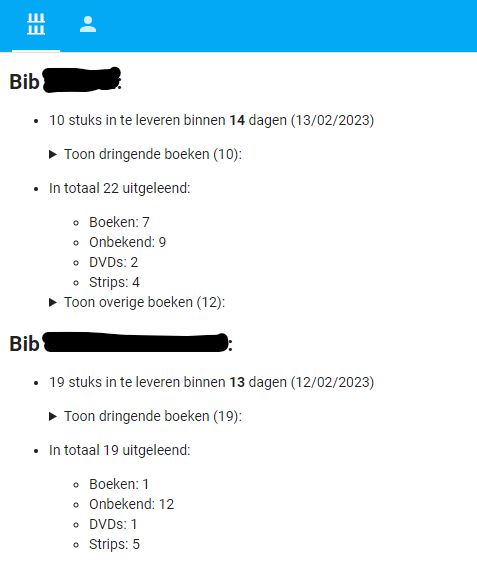 Bib :
10 stuks in te leveren binnen 14 dagen (13/02/2023)
Toon dringende boeken (10):
In totaal 22 uitgeleend:
Boeken: 7
Onbekend: 9
DVDs: 2
Strips: 4
Toon overige boeken (12):
Bib :
19 stuks in te leveren binnen 13 dagen (12/02/2023)
Toon dringende boeken (19):
In totaal 19 uitgeleend:
Boeken: 1
Onbekend: 12
DVDs: 1
Strips: 5